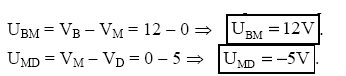 U_BM = V_B − V_M = 12 − 0 ⇒ U_BM = 12V.
U_MD = V_M − V_D = 0 − 5 ⇒ U_MD = −5V.